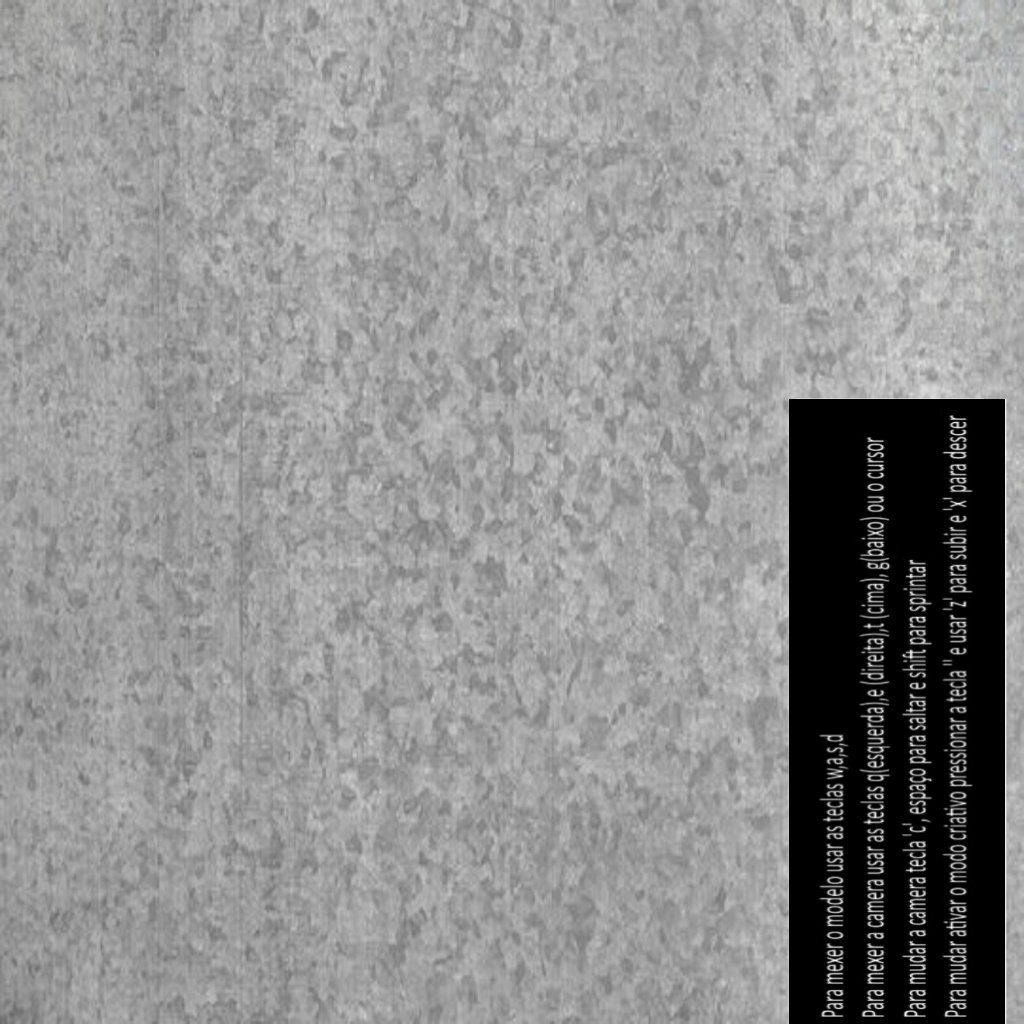 Para mexer o modelo usar as teclas w,a,s,d
Para mexer a camera usar as teclas q(esquerda),e (direita),t (cima), g(baixo) ou o cursor
Para mudar a camera tecla 'c', espaço para saltar e shift para sprintar
Para mudar ativar o modo criativo pressionar a tecla '' e usar 'z' para subir e 'x' para descer